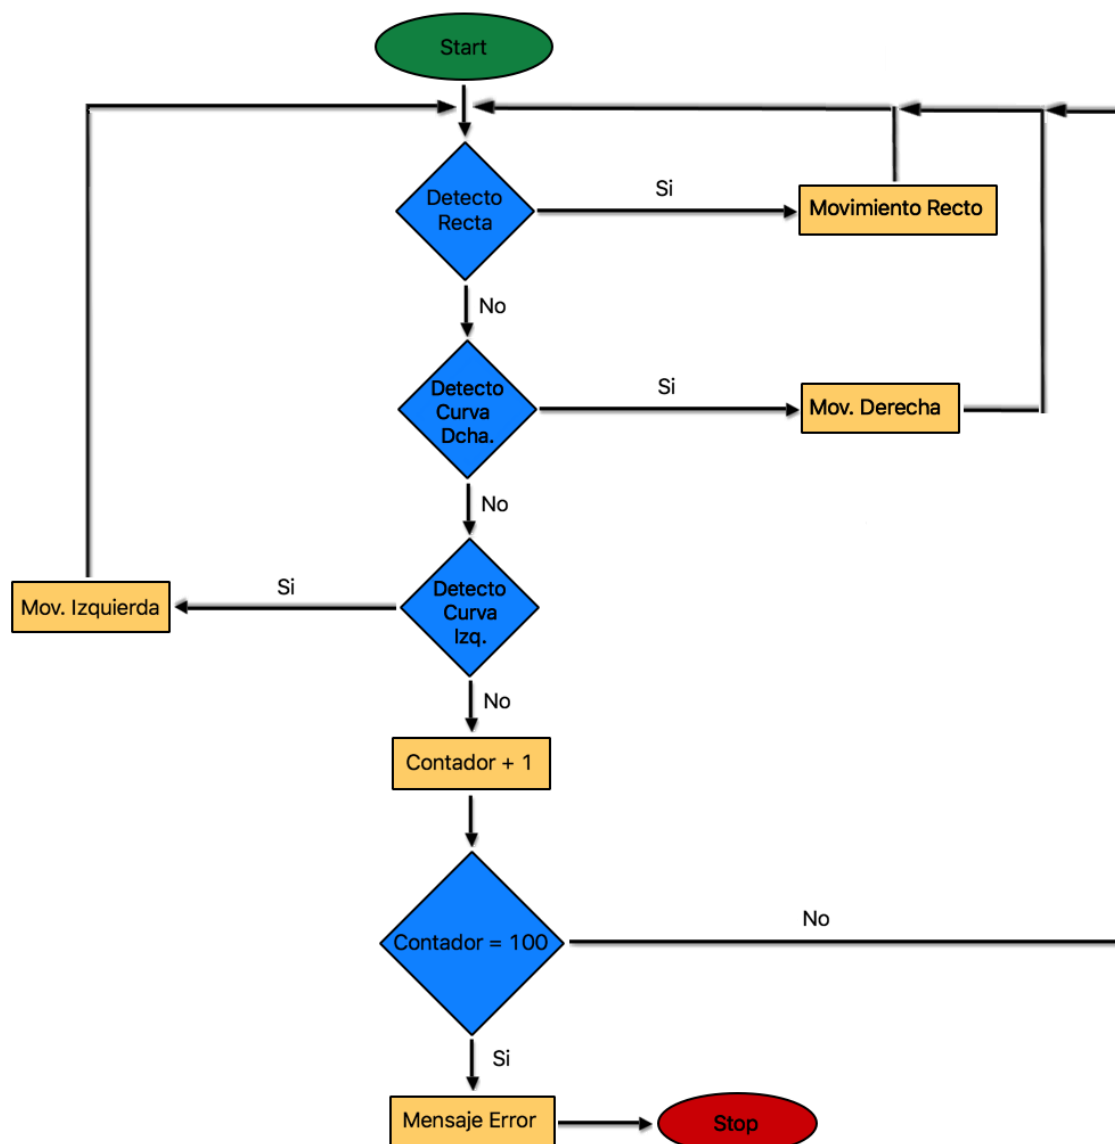 Start
Detecto
Recta
Si
Movimiento Recto
No
Detecto
Curva
Dcha.
Si
Mov. Derecha
No
Detecto
Curva
Izq.
Si
Mov. Izquierda
No
Contador + 1
Contador = 100
No
Si
Mensaje Error
Stop